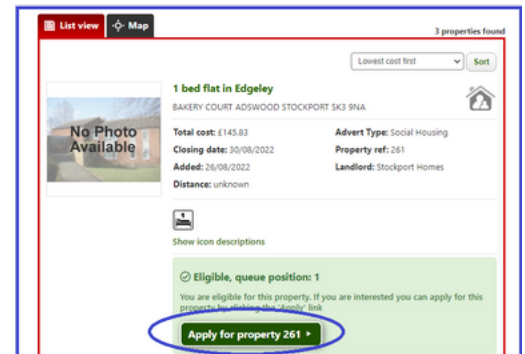 List view
Map
3 properties found
Lowest cost first
Sort
1 bed flat in Edgeley
BAKERY COURT ADSWOOD STOCKPORT SK3 9NA
No Photo
Available
Total cost: £145.83
Advert Type: Social Housing
Closing date: 30/08/2022
Property ref: 261
Added: 26/08/2022
Landlord: Stockport Homes
Distance: unknown
1
Show icon descriptions
Eligible, queue position: 1
You are eligible for this property. If you are interested you can apply for this
property by clicking the 'Apply' link
Apply for property 261